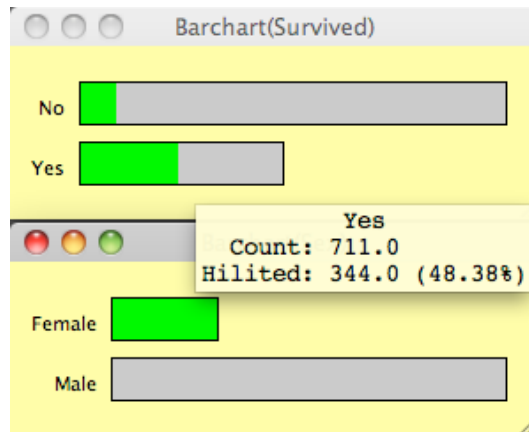 Barchart(Survived)
No
Yes
Yes
Count: 711.0
Hilited: 344.0 (48.38%)
Female
Male